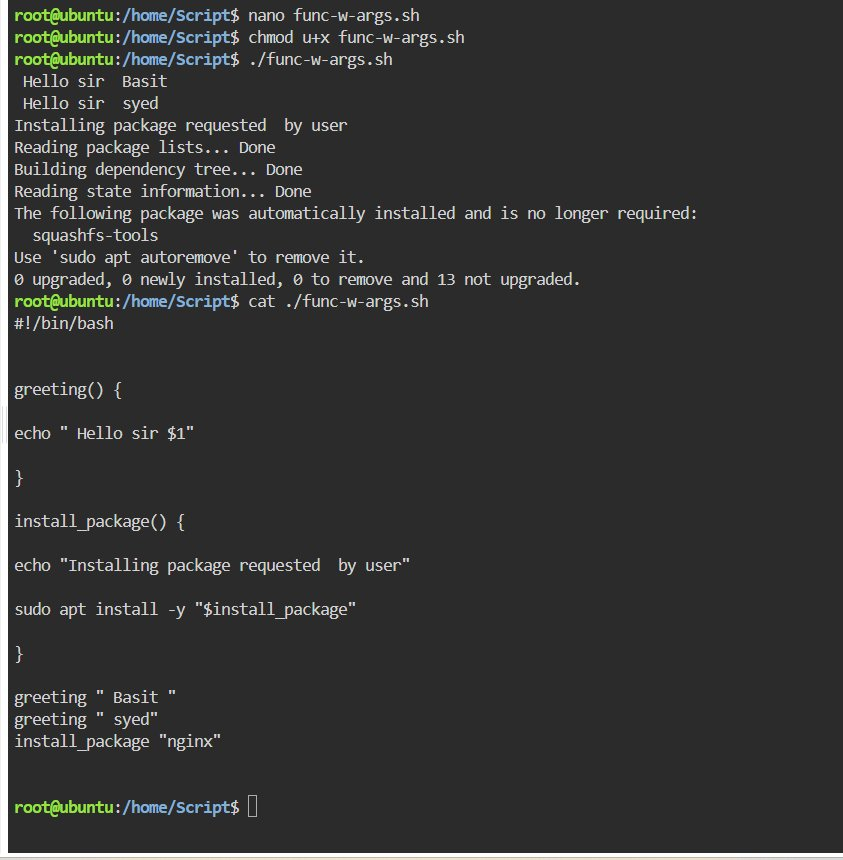 root@ubuntu:/home/Script$ nano func-w-args.sh
root@ubuntu:/home/Script$ chmod u+x func-w-args.sh
root@ubuntu:/home/Script$ ./func-w-args.sh
 Hello sir  Basit
 Hello sir  syed
Installing package requested  by user
Reading package lists... Done
Building dependency tree... Done
Reading state information... Done
The following package was automatically installed and is no longer required:
  squashfs-tools
Use 'sudo apt autoremove' to remove it.
0 upgraded, 0 newly installed, 0 to remove and 13 not upgraded.
root@ubuntu:/home/Script$ cat ./func-w-args.sh
#!/bin/bash
greeting() {
echo " Hello sir $1"
}
install_package() {
echo "Installing package requested  by user"
sudo apt install -y "$install_package"
}
greeting " Basit "
greeting " syed"
install_package "nginx"
root@ubuntu:/home/Script$